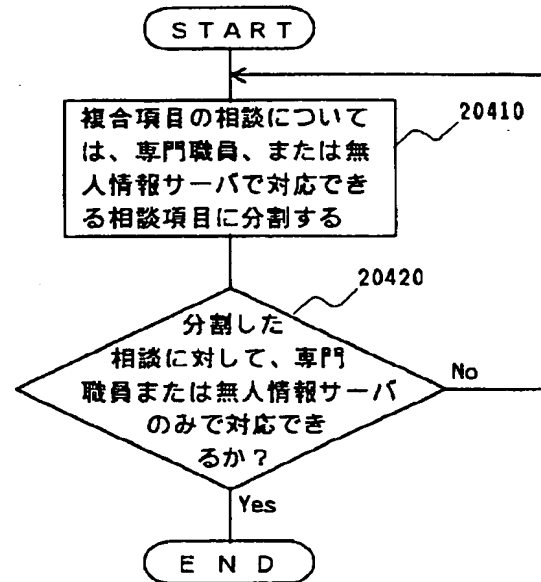 START
複合項目の相談について
は、専門職員、または無
人情報サーバで対応でき
る相談項目に分割する
20410
20420
分割した
相談に対して、専門
職員または無人情報サーバ
のみで対応でき
るか？
No
Yes
END